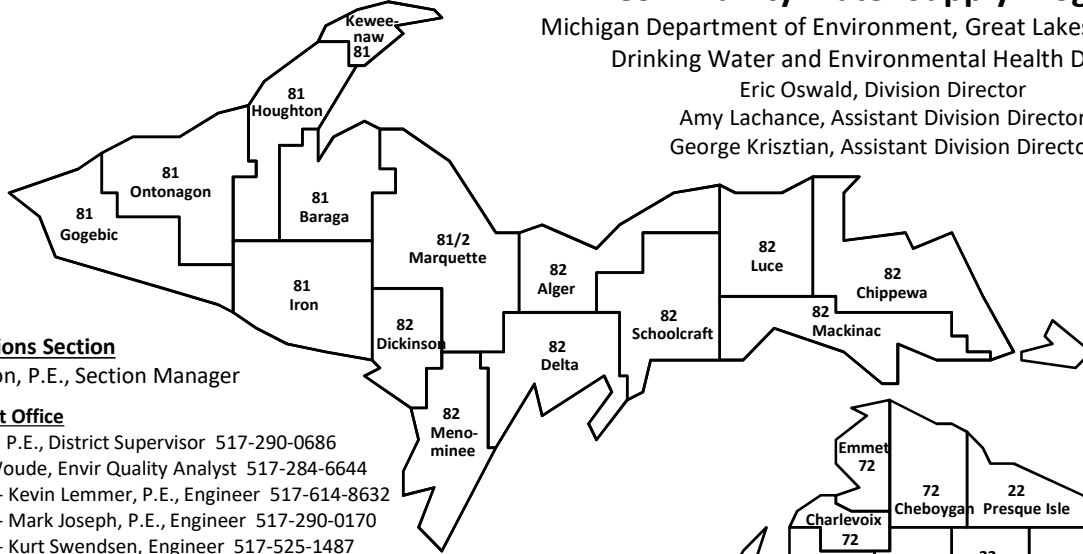 Michigan Department of Environment, Great Lakes
Drinking Water and Environmental Health D
Eric Oswald, Division Director
Amy Lachance, Assistant Division Director
George Krisztian, Assistant Division Directo
Kewee-
naw
81
81
Houghton
81
Ontonagon
81
Gogebic
81
Baraga
81/2
Marquette
81
Iron
82
Alger
82
Luce
82
Chippewa
82
Mackinac
82
Schoolcraft
82
Dickinson
82
Delta
82
Meno-
minee
ions Section
on, P.E., Section Manager
t Office
P.E., District Supervisor 517-290-0686
oude, Envir Quality Analyst 517-284-6644
- Kevin Lemmer, P.E., Engineer 517-614-8632
- Mark Joseph, P.E., Engineer 517-290-0170
- Kurt Swendsen, Engineer 517-525-1487
Emmet
72
72
Cheboygan
22
Presque Isle
Charlevoix
72